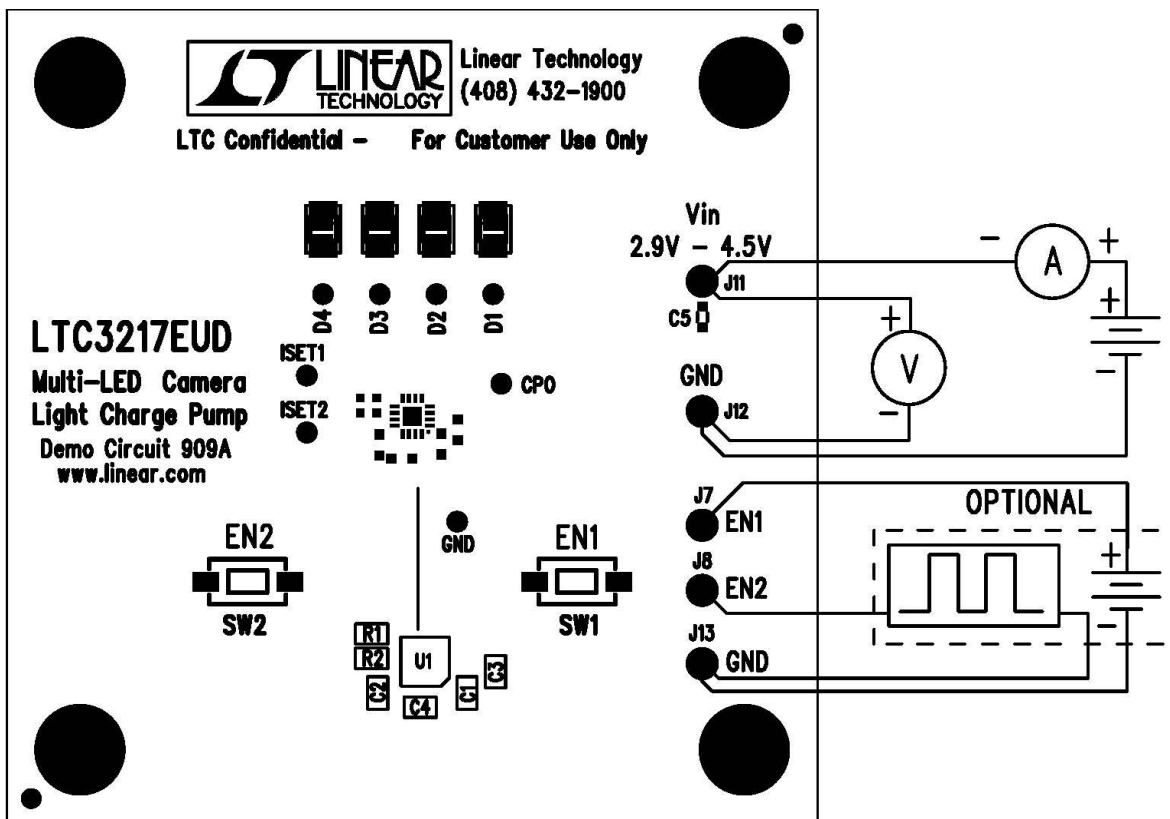 LINEAR
TECHNOLOGY
Linear Technology
(408) 432-1900
LTC Confidential - For Customer Use Only
Vin
2.9V - 4.5V
J11
C5
GND
J12
A
+
-
+
-
V
+
-
D4
D3
D2
D1
LTC3217EUD
Multi-LED Camera
Light Charge Pump
Demo Circuit 909A
www.linear.com
ISET1
ISET2
CPO
GND
EN2
SW2
EN1
SW1
J7
EN1
J8
EN2
J13
GND
OPTIONAL
+
-
R1
R2
U1
C2
C4
C1
C3